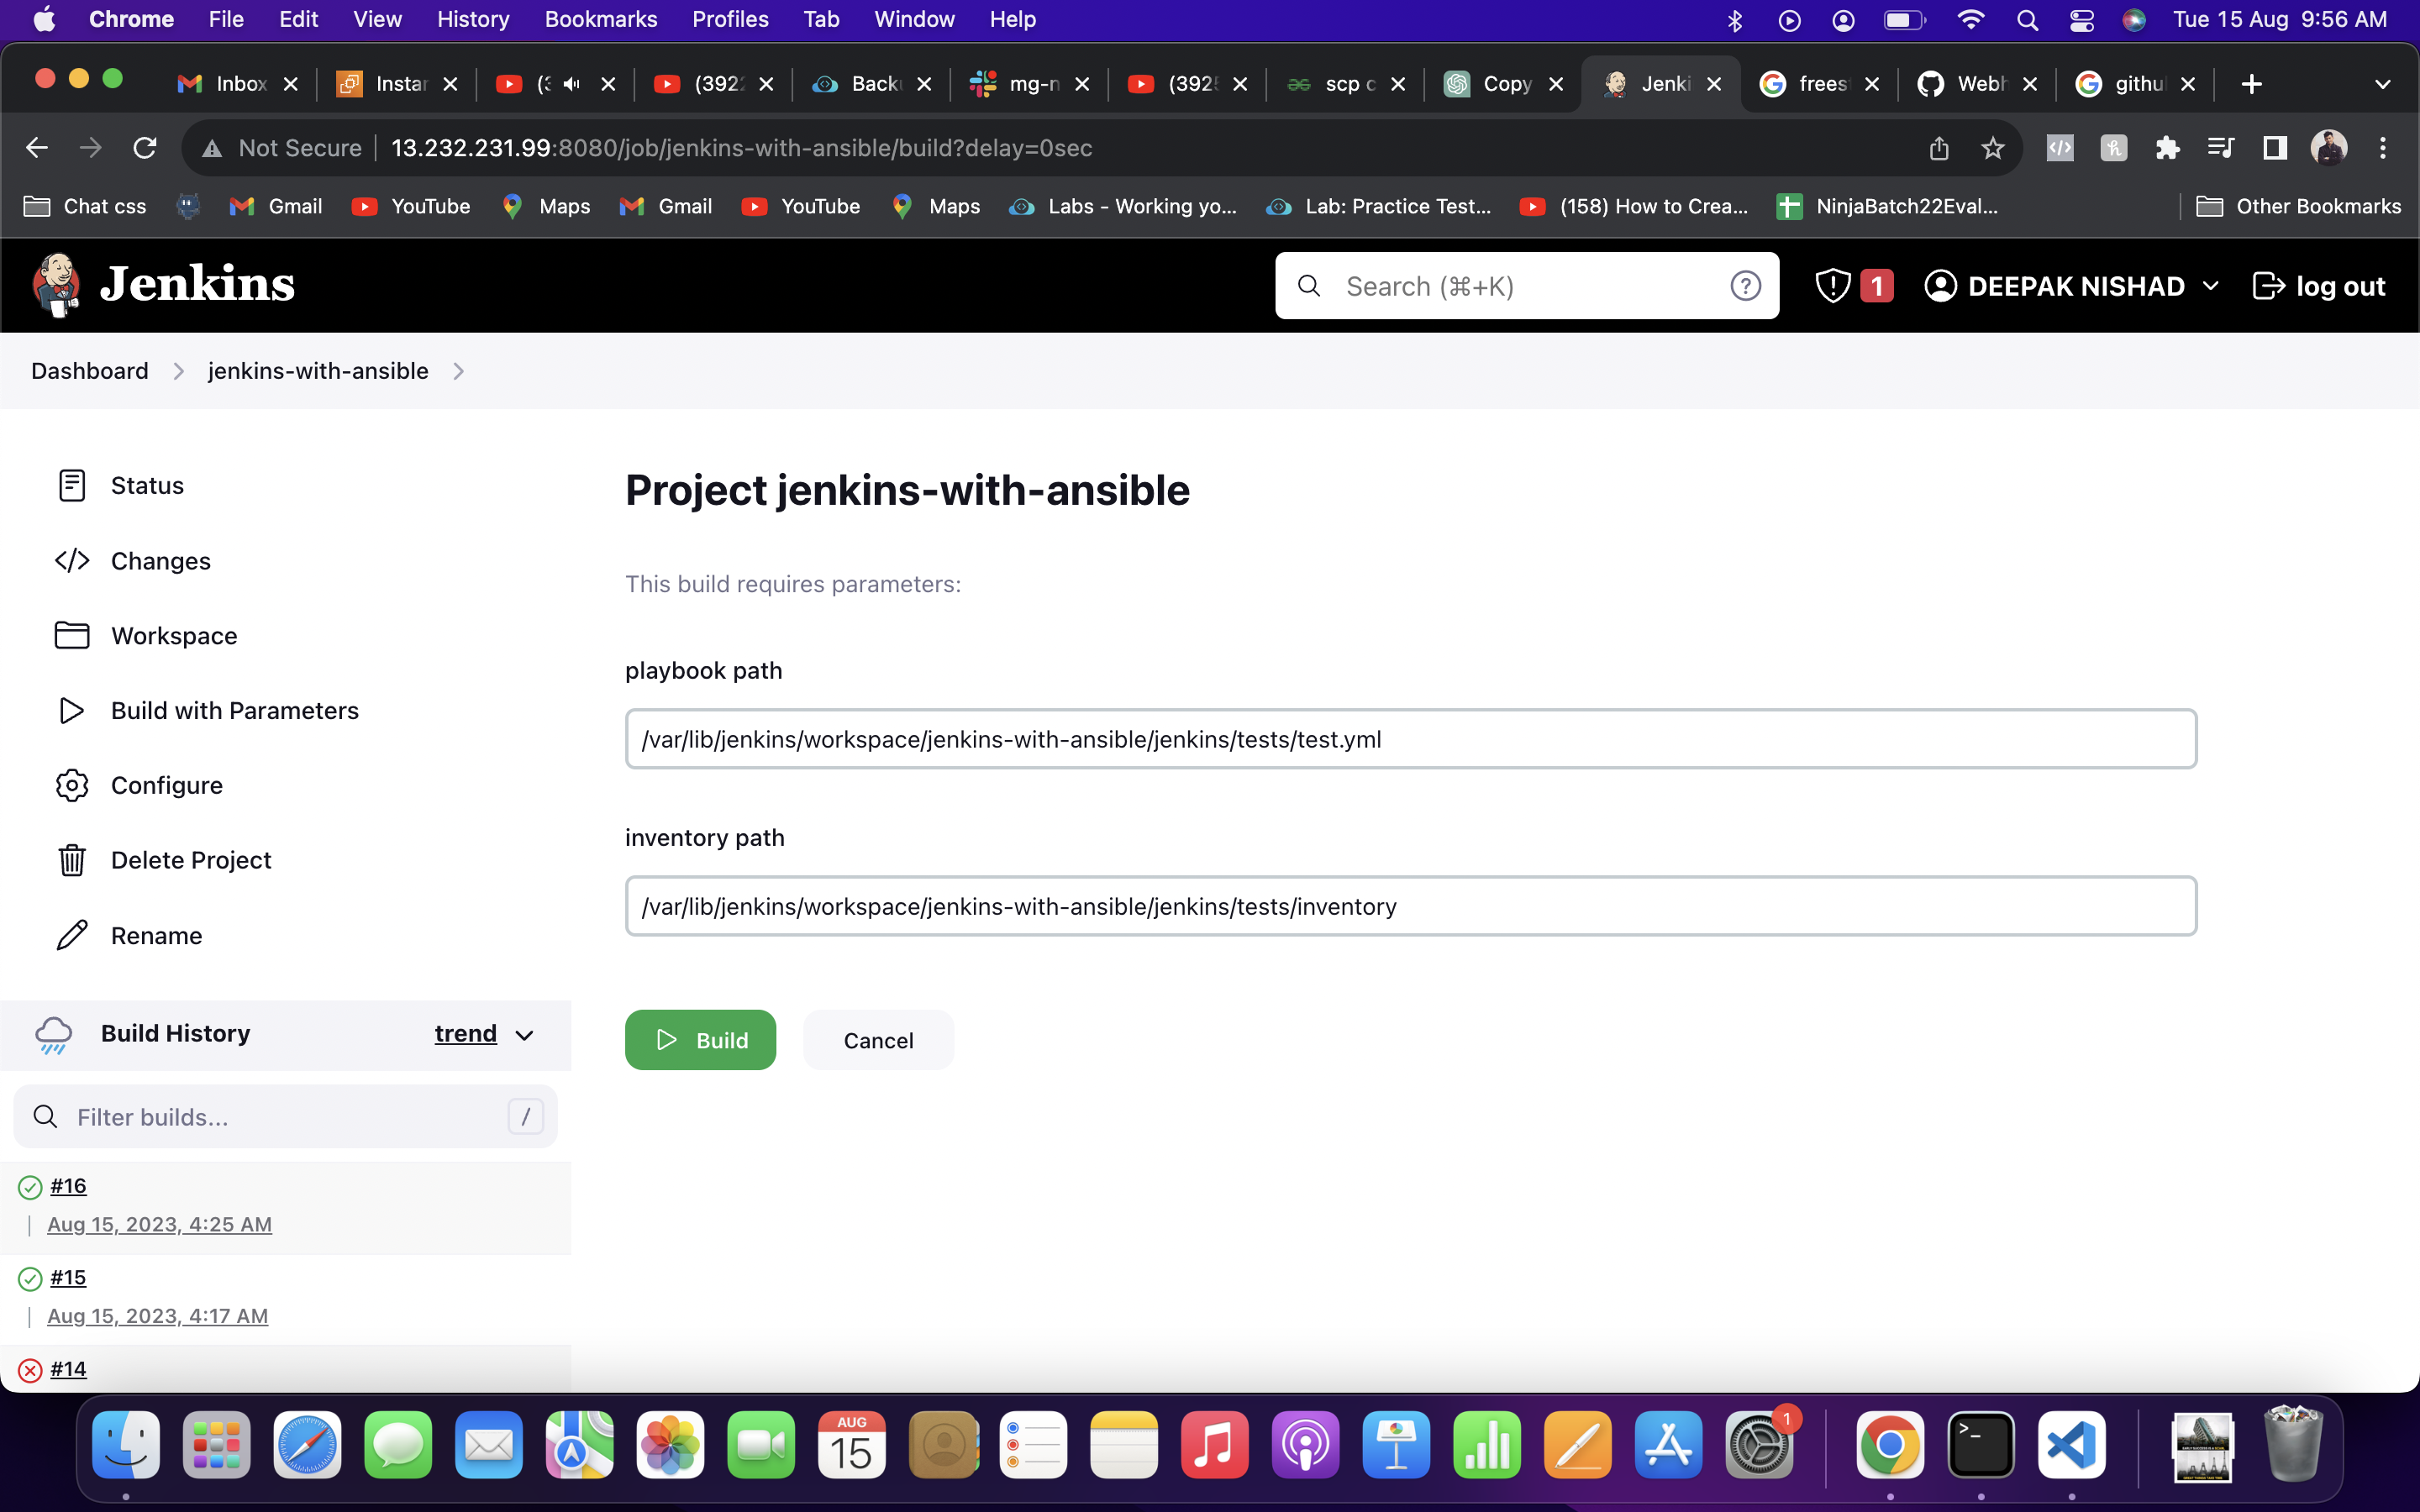 Chrome File Edit View History Bookmarks Profiles Tab Window Help Tue 15 Aug 9:56 AM
Inbox Instar (3 (392 Back mg-n (392 scp c Copy Jenki frees Webh githu
Not Secure 13.232.231.99:8080/job/jenkins-with-ansible/build?delay=0sec
Chat css Gmail YouTube Maps Gmail YouTube Maps Labs - Working yo... Lab: Practice Test... (158) How to Crea... NinjaBatch22Eval... Other Bookmarks
Jenkins Search (⌘+K) ? 1 DEEPAK NISHAD log out
Dashboard jenkins-with-ansible
Status
Changes
Workspace
Build with Parameters
Configure
Delete Project
Rename
Build History trend
Filter builds... /
#16
Aug 15, 2023, 4:25 AM
#15
Aug 15, 2023, 4:17 AM
#14
Project jenkins-with-ansible
This build requires parameters:
playbook path
/var/lib/jenkins/workspace/jenkins-with-ansible/jenkins/tests/test.yml
inventory path
/var/lib/jenkins/workspace/jenkins-with-ansible/jenkins/tests/inventory
Build Cancel
AUG
15
1